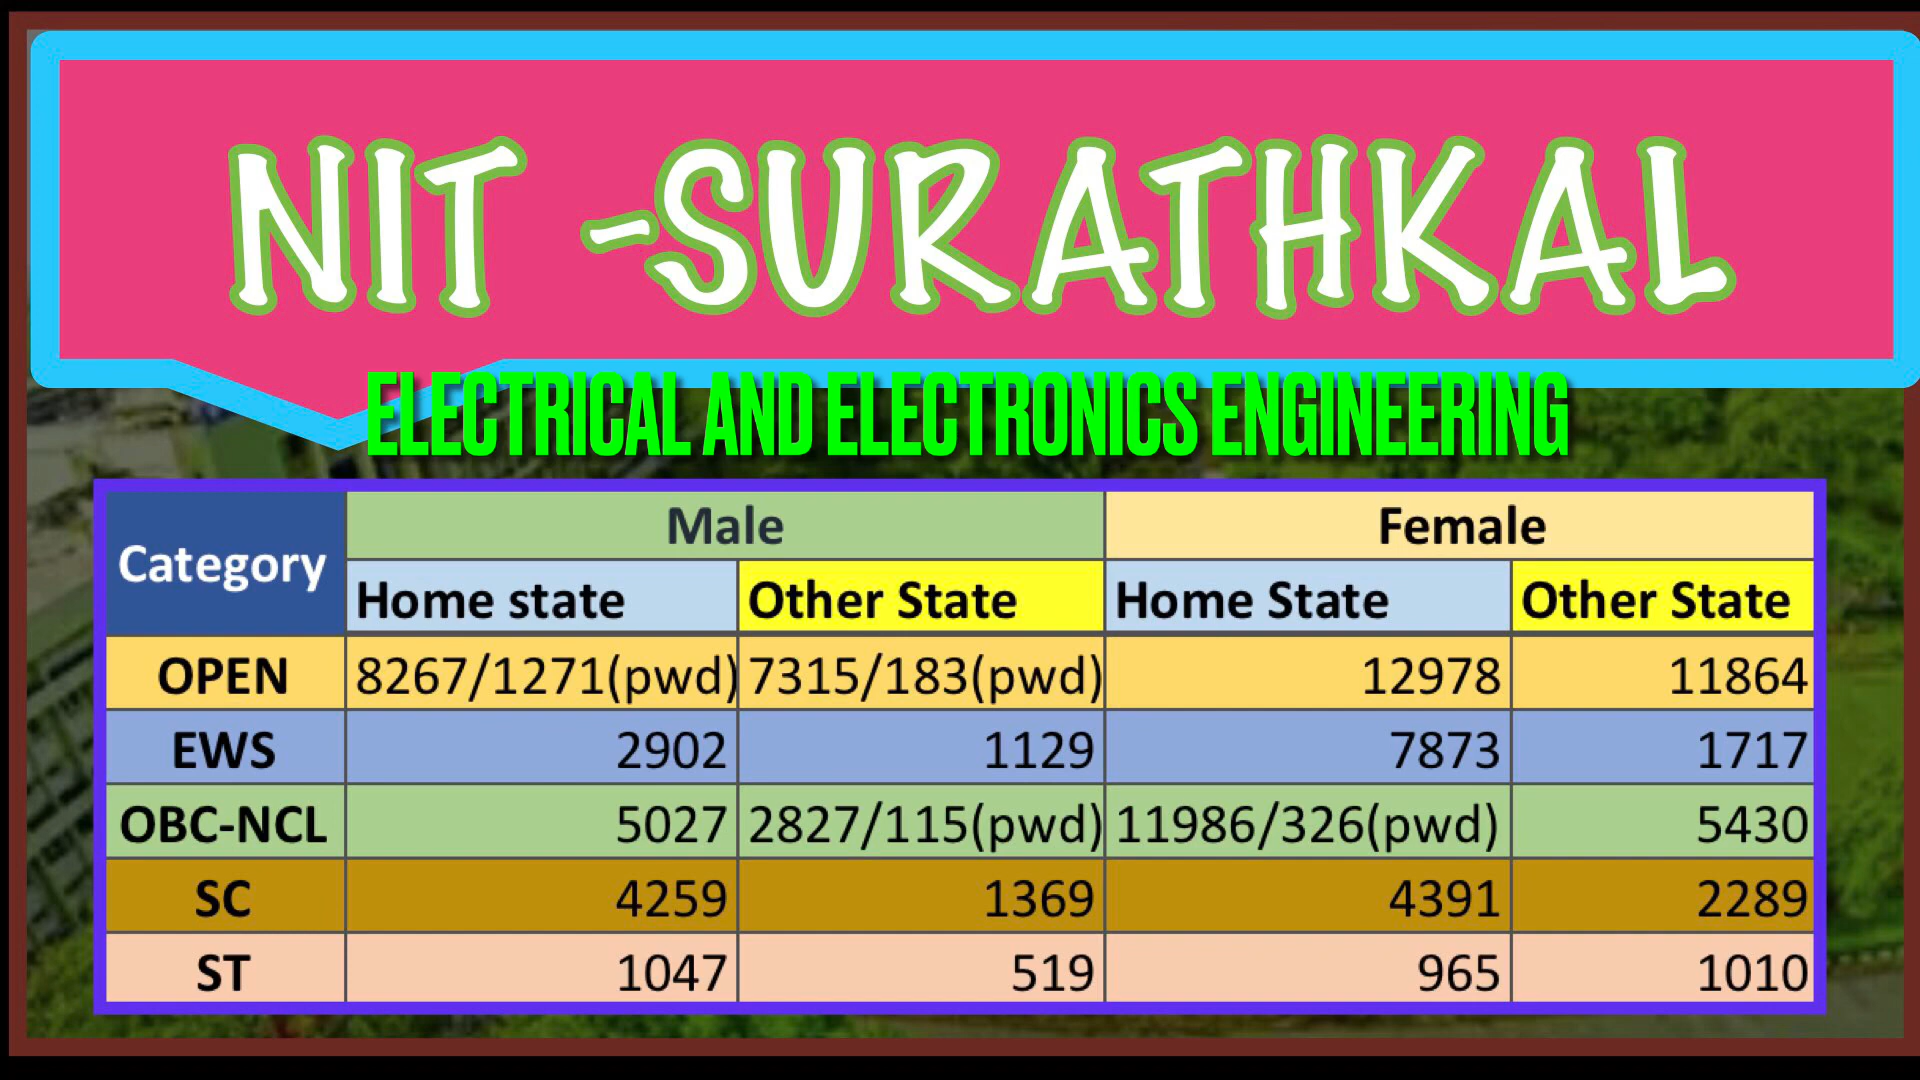 NIT -SURATHKAL
ELECTRICAL AND ELECTRONICS ENGINEERING
Category Male Female
Home state Other State Home State Other State
OPEN 8267/1271(pwd) 7315/183(pwd) 12978 11864
EWS 2902 1129 7873 1717
OBC-NCL 5027 2827/115(pwd) 11986/326(pwd) 5430
SC 4259 1369 4391 2289
ST 1047 519 965 1010